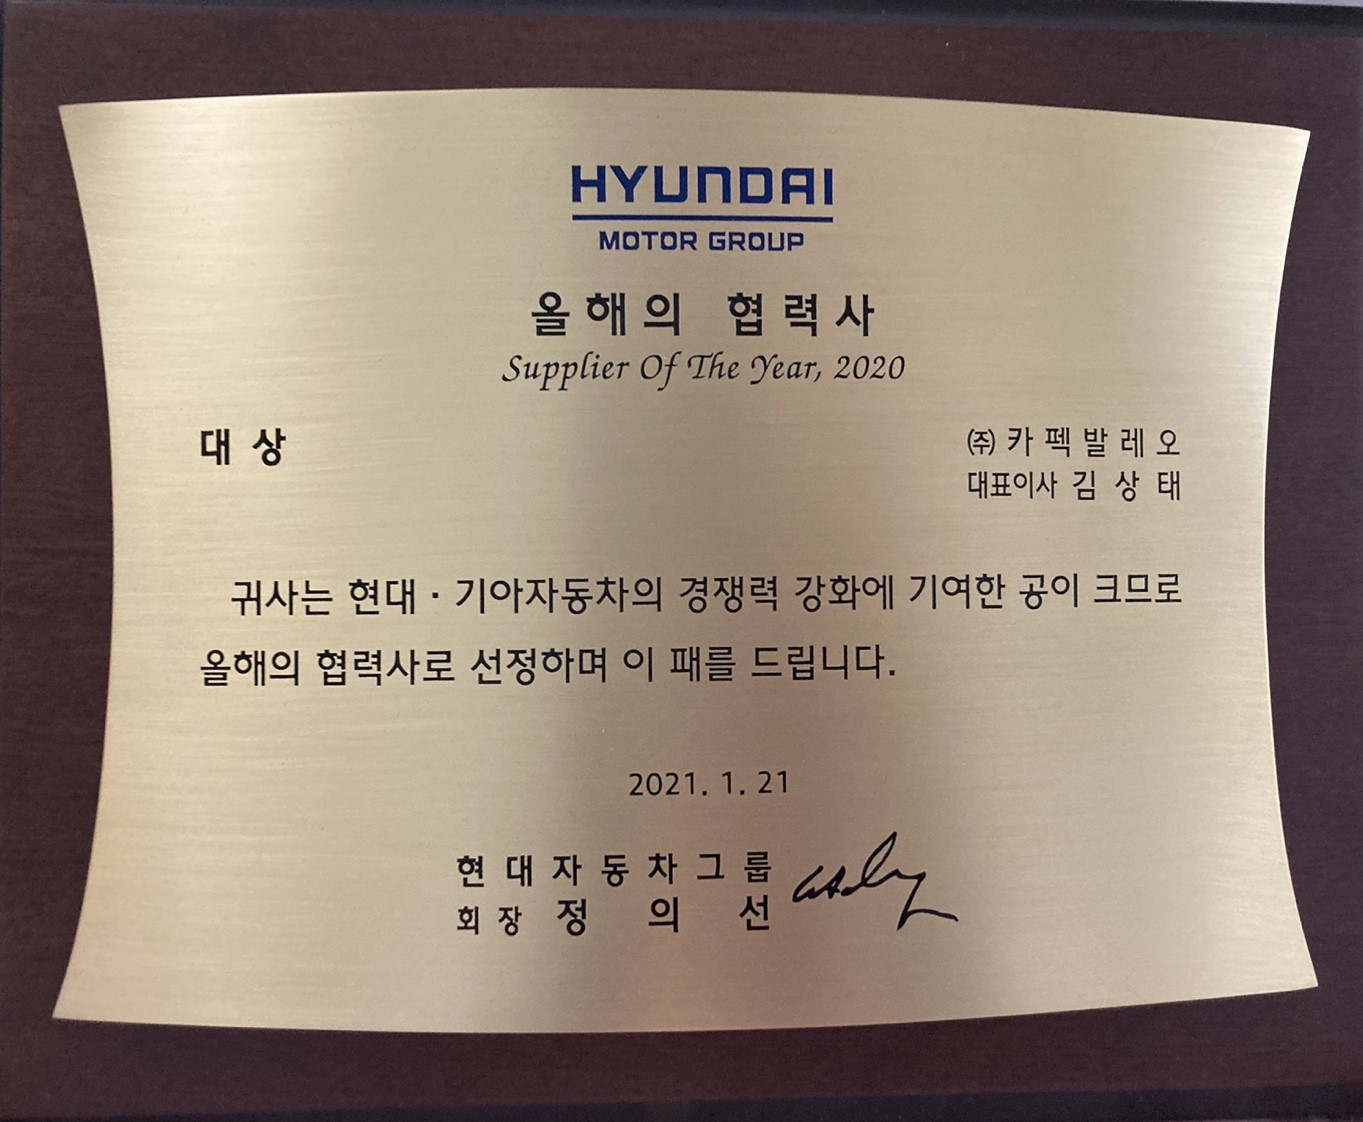 HYUNDAI
MOTOR GROUP
올해의 협력사
Supplier Of The Year, 2020
대상
㈜카펙발레오
대표이사 김상태
귀사는 현대 · 기아자동차의 경쟁력 강화에 기여한 공이 크므로
올해의 협력사로 선정하며 이 패를 드립니다.
2021. 1. 21
현대자동차그룹
회장 정의선